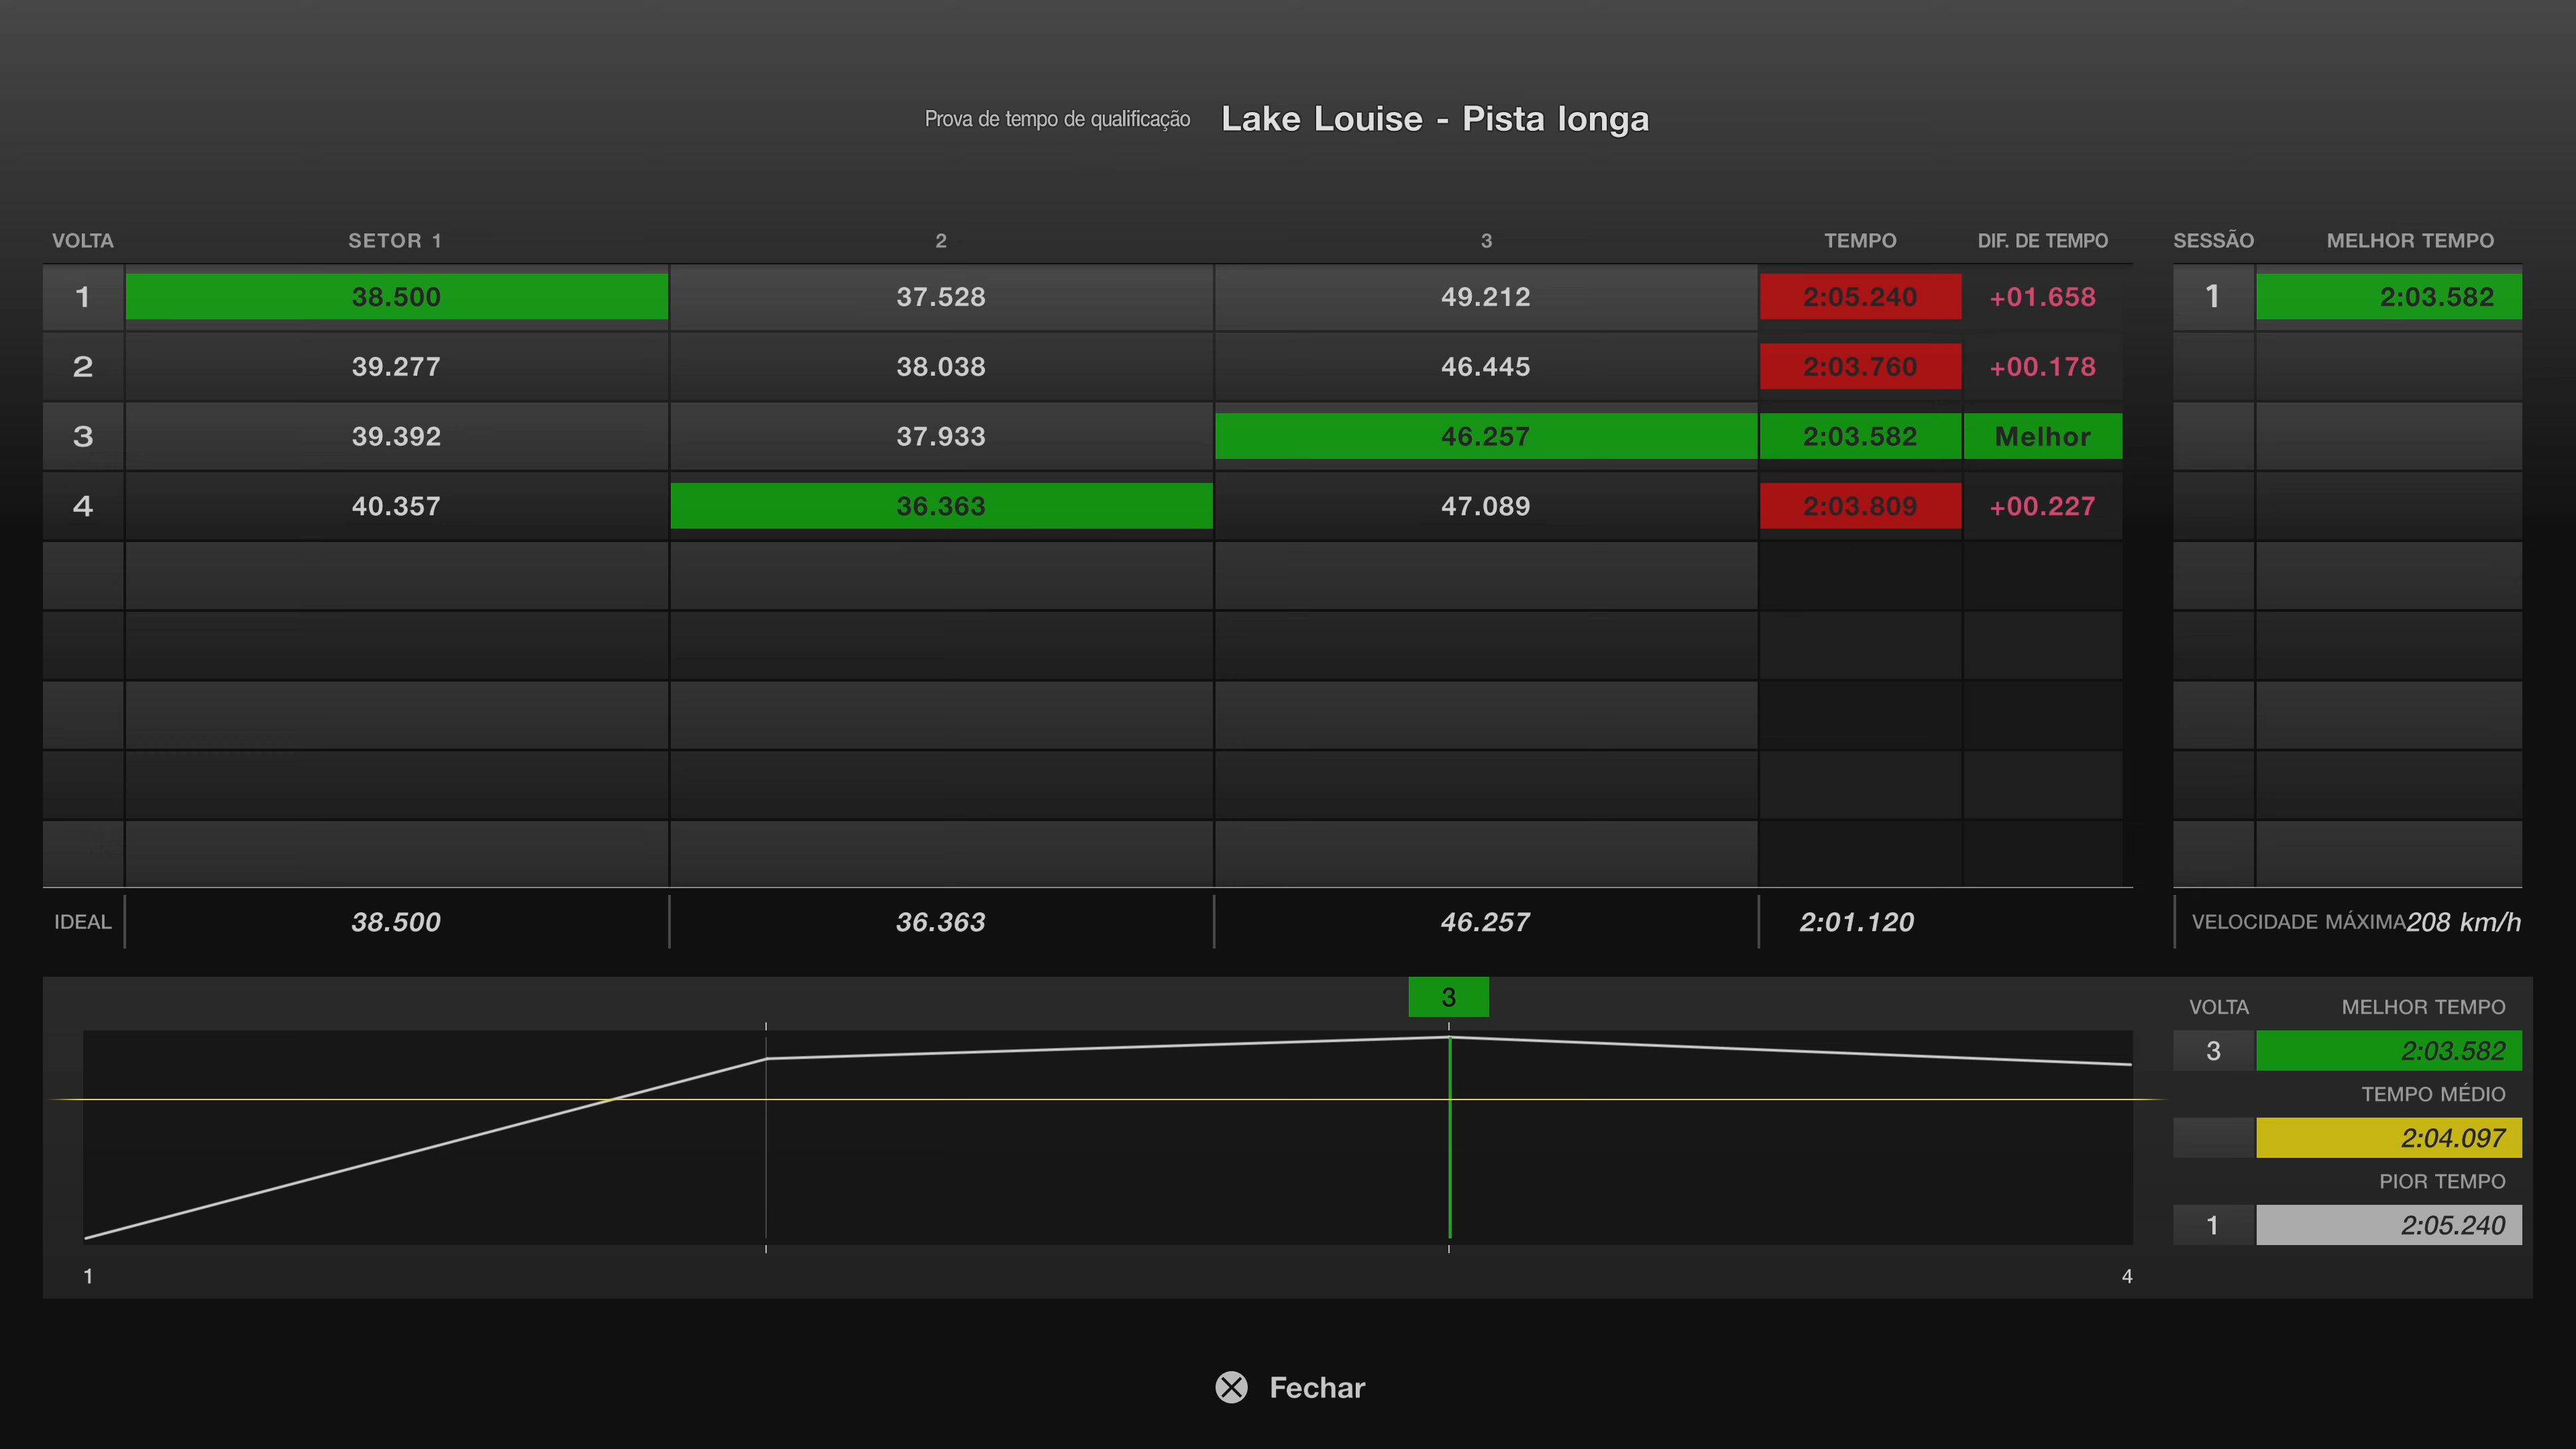 Prova de tempo de qualificação Lake Louise - Pista longa
VOLTA SETOR 1 2 3 TEMPO DIF. DE TEMPO SESSÃO MELHOR TEMPO
1 38.500 37.528 49.212 2:05.240 +01.658 1 2:03.582
2 39.277 38.038 46.445 2:03.760 +00.178
3 39.392 37.933 46.257 2:03.582 Melhor
4 40.357 36.363 47.089 2:03.809 +00.227
IDEAL 38.500 36.363 46.257 2:01.120 VELOCIDADE MÁXIMA 208 km/h
3
VOLTA MELHOR TEMPO
3 2:03.582
TEMPO MÉDIO
2:04.097
PIOR TEMPO
1 2:05.240
1 4
Fechar